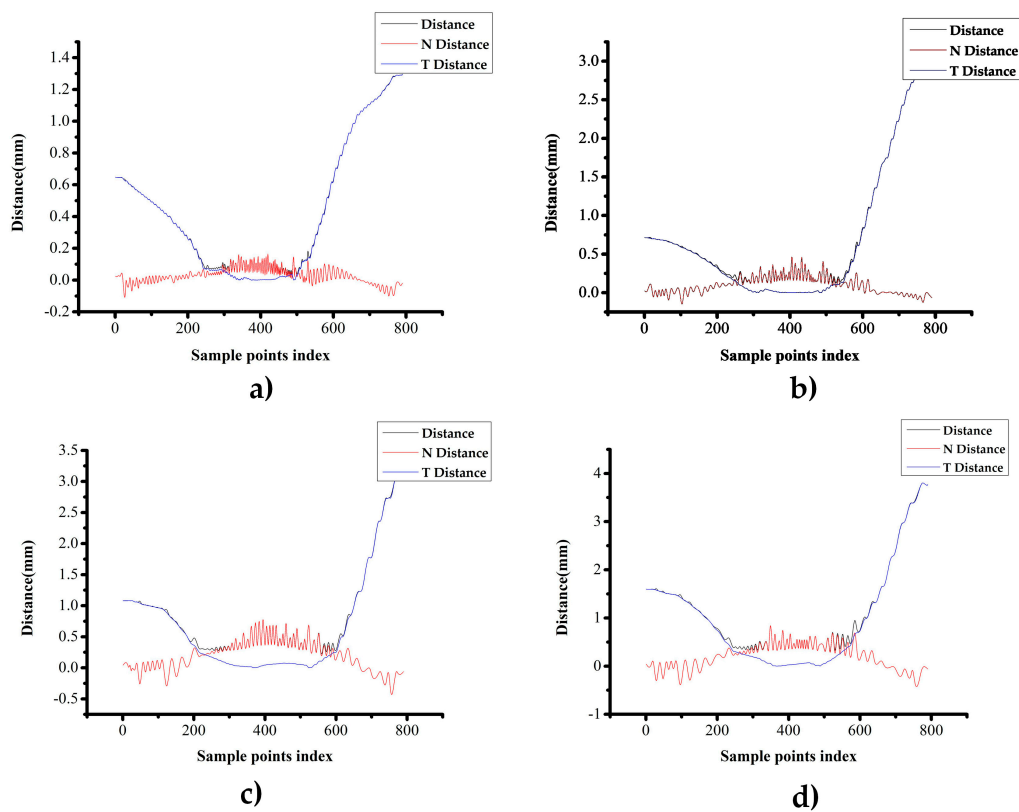 Distance
N Distance
T Distance
1.4
1.2
1.0
0.8
0.6
0.4
0.2
0.0
-0.2
Distance(mm)
0 200 400 600 800
Sample points index
a)
Distance
N Distance
T Distance
3.0
2.5
2.0
1.5
1.0
0.5
0.0
Distance(mm)
0 200 400 600 800
Sample points index
b)
Distance
N Distance
T Distance
3.5
3.0
2.5
2.0
1.5
1.0
0.5
0.0
-0.5
Distance(mm)
0 200 400 600 800
Sample points index
c)
Distance
N Distance
T Distance
4
3
2
1
0
-1
Distance(mm)
0 200 400 600 800
Sample points index
d)